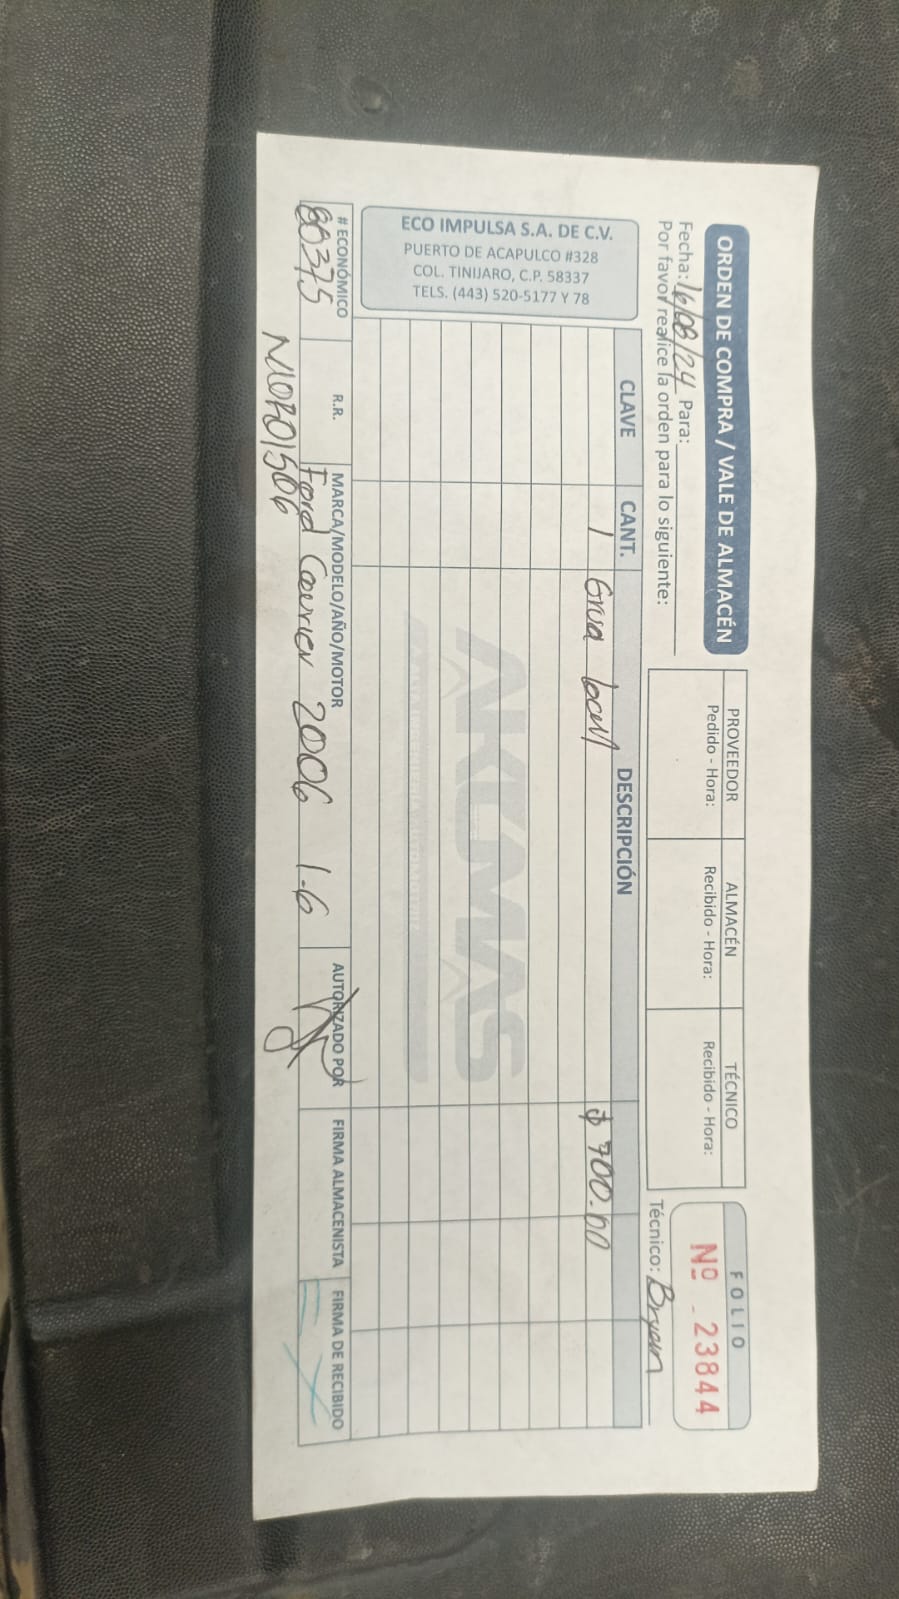 ORDEN DE COMPRA / VALE DE ALMACÉN
Fecha: 16/08/24 Para:
Por favor realice la orden para lo siguiente:
PROVEEDOR
Pedido - Hora:
ALMACÉN
Recibido - Hora:
TÉCNICO
Recibido - Hora:
FOLIO
Nº 23844
Técnico: Bryan
CLAVE CANT. DESCRIPCIÓN
1 Grua local $ 700.00
AKUMAS
ECO IMPULSA S.A. DE C.V.
PUERTO DE ACAPULCO #328
COL. TINIJARO, C.P. 58337
TELS. (443) 520-5177 Y 78
# ECONÓMICO R.R. MARCA/MODELO/AÑO/MOTOR AUTORIZADO POR FIRMA ALMACENISTA FIRMA DE RECIBIDO
80375 Ford Courier 2006 1.6